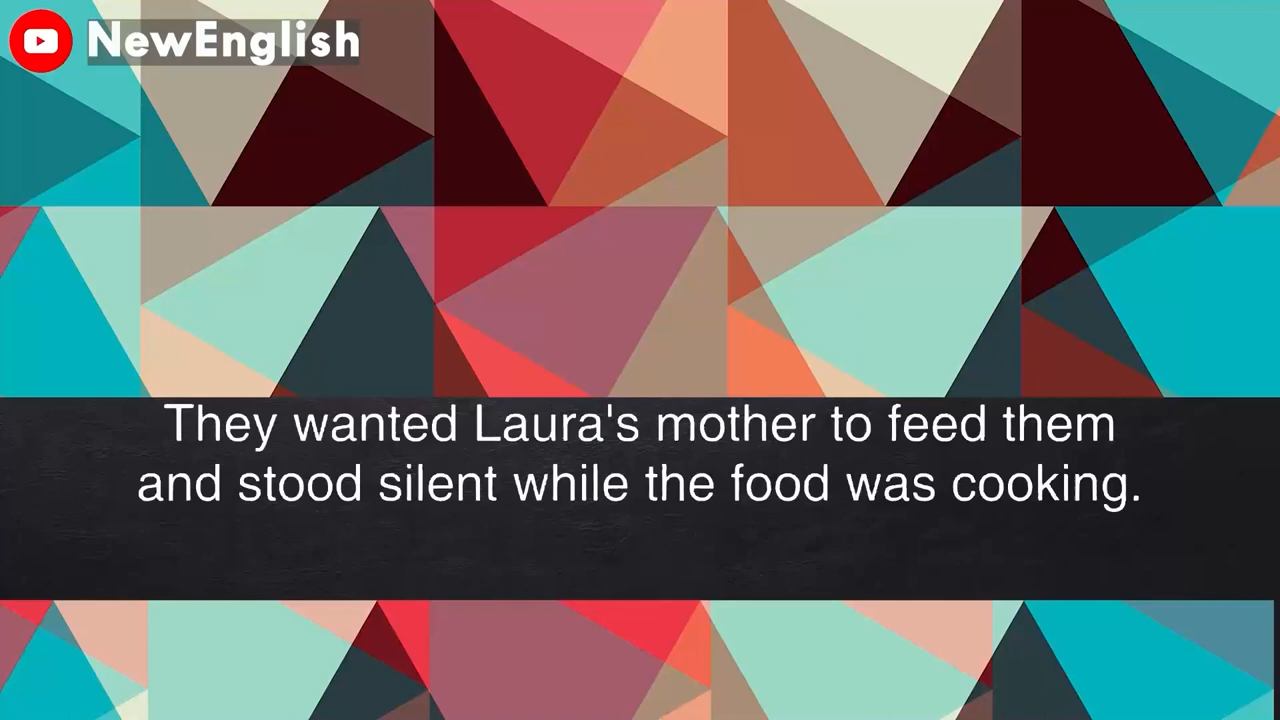 NewEnglish
They wanted Laura's mother to feed them
and stood silent while the food was cooking.